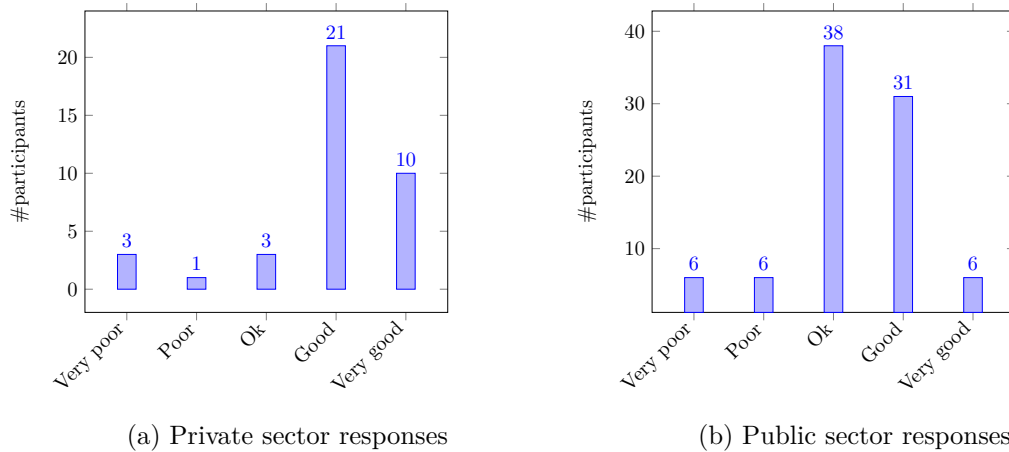 20
15
10
5
0
#participants
3
1
3
21
10
Very poor
Poor
Ok
Good
Very good
(a) Private sector responses
40
30
20
10
#participants
6
6
38
31
6
Very poor
Poor
Ok
Good
Very good
(b) Public sector responses